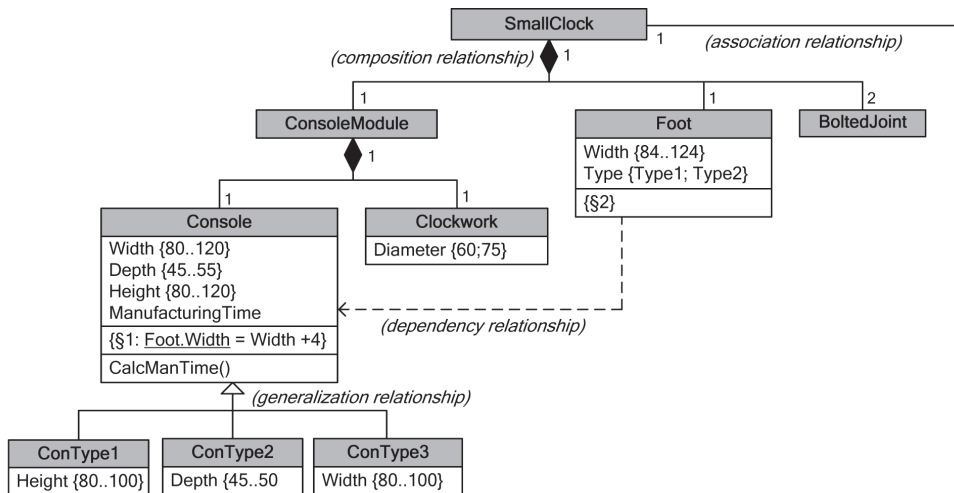 SmallClock
1
(association relationship)
(composition relationship)
1
1
1
2
ConsoleModule
Foot
BoltedJoint
Width {84..124}
Type {Type1; Type2}
{§2}
1
1
1
Console
Clockwork
Width {80..120}
Depth {45..55}
Height {80..120}
ManufacturingTime
Diameter {60;75}
{§1: Foot.Width = Width +4}
(dependency relationship)
CalcManTime()
(generalization relationship)
ConType1
ConType2
ConType3
Height {80..100}
Depth {45..50
Width {80..100}